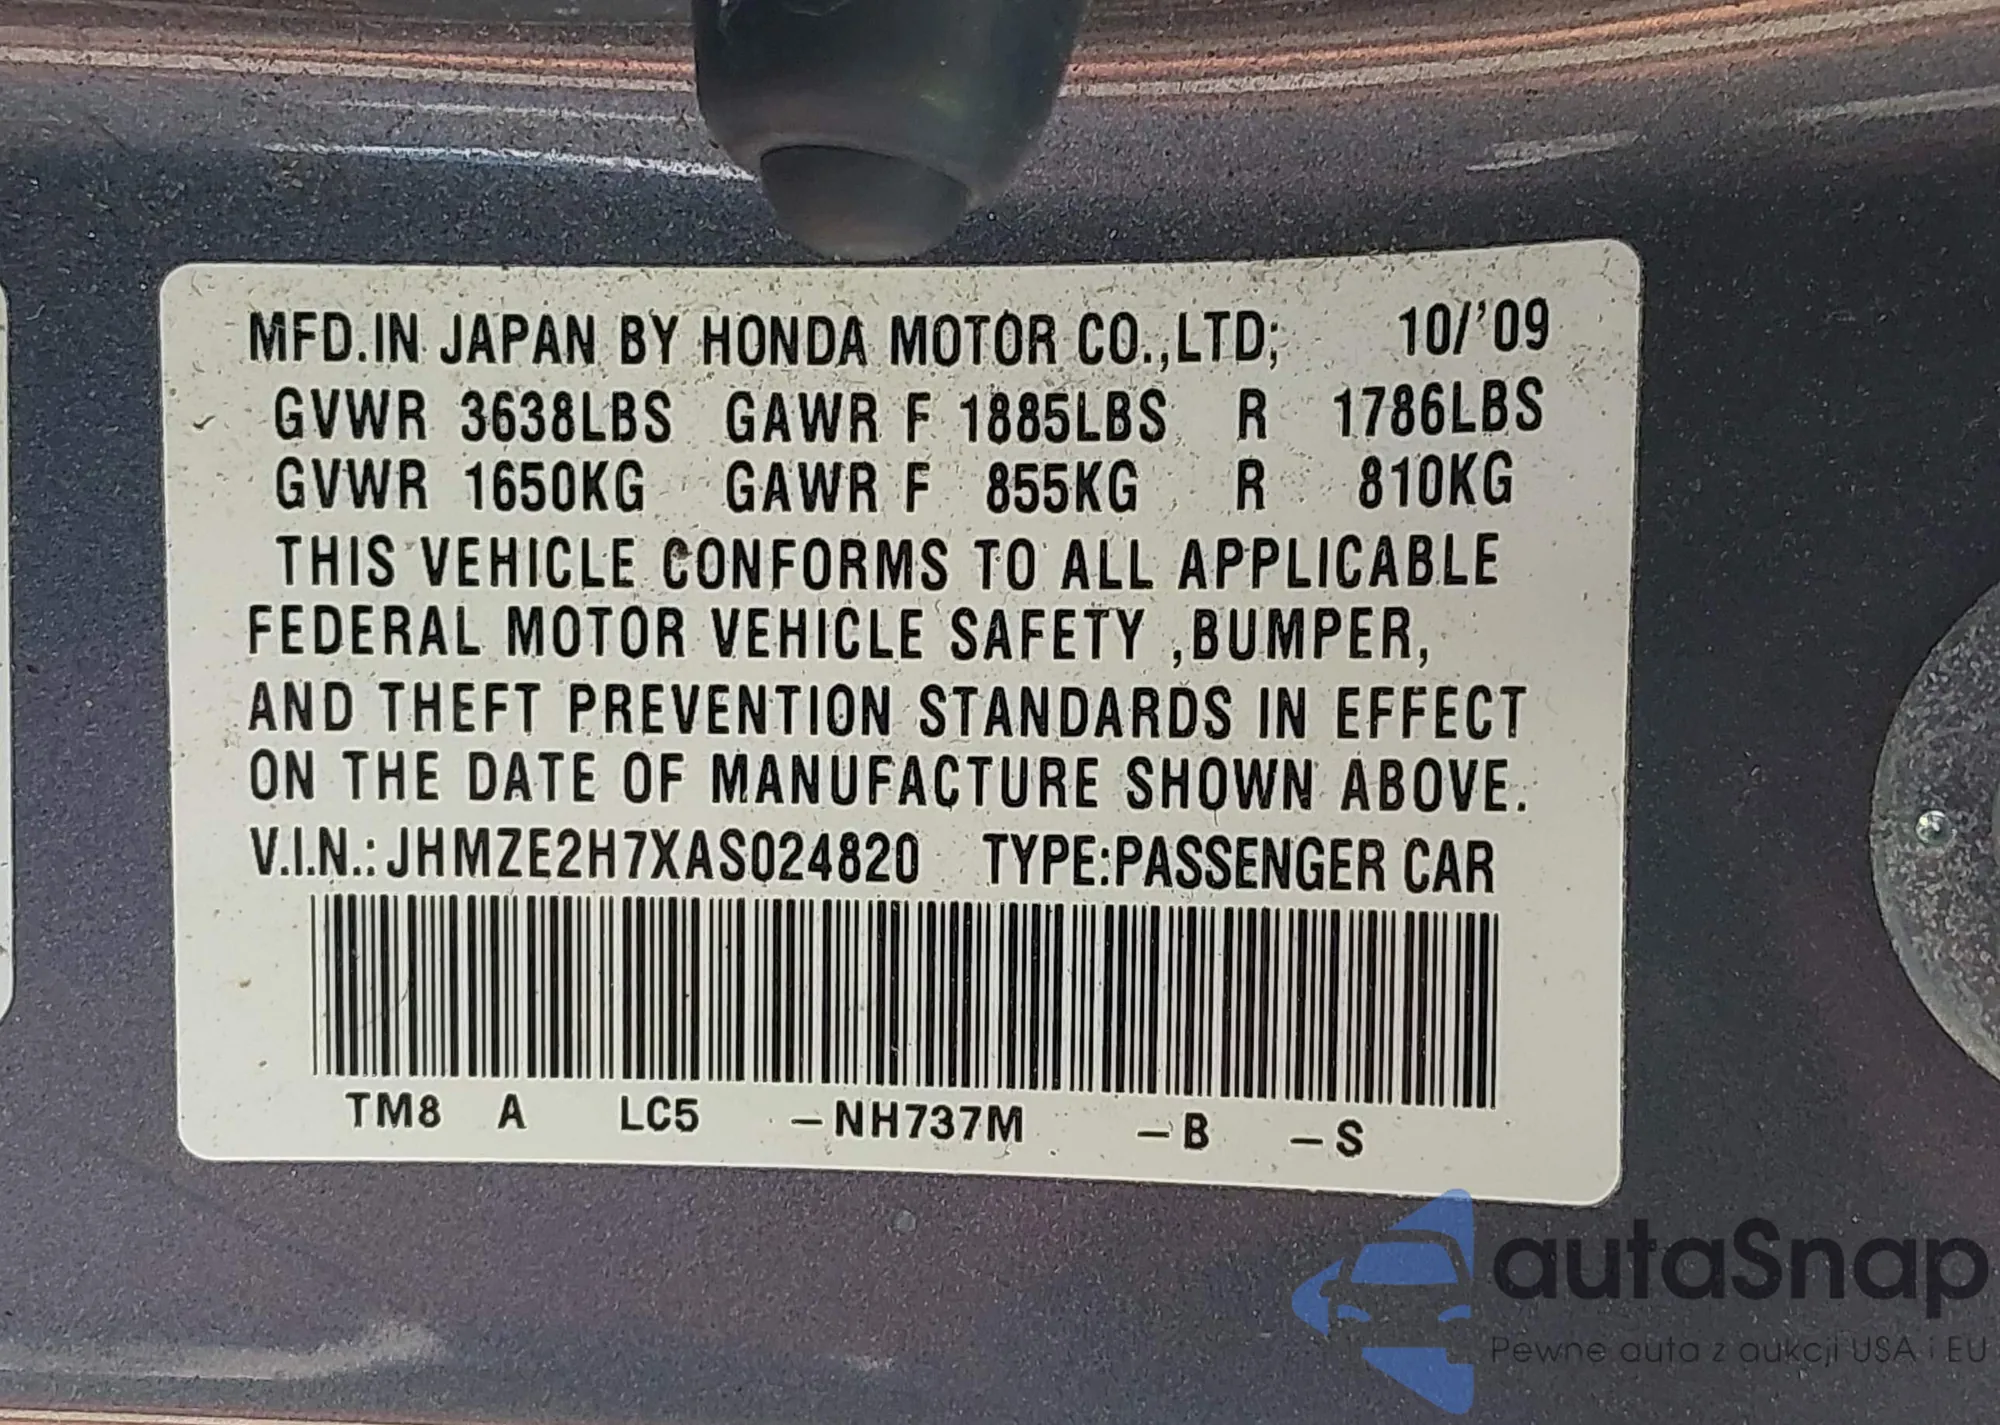 MFD.IN JAPAN BY HONDA MOTOR CO.,LTD; 10/'09
GVWR 3638LBS GAWR F 1885LBS R 1786LBS
GVWR 1650KG GAWR F 855KG R 810KG
THIS VEHICLE CONFORMS TO ALL APPLICABLE
FEDERAL MOTOR VEHICLE SAFETY ,BUMPER,
AND THEFT PREVENTION STANDARDS IN EFFECT
ON THE DATE OF MANUFACTURE SHOWN ABOVE.
V.I.N.:JHMZE2H7XAS024820 TYPE:PASSENGER CAR
TM8 A LC5 –NH737M –B –S
autaSnap
Pewne auta z aukcji USA i EU